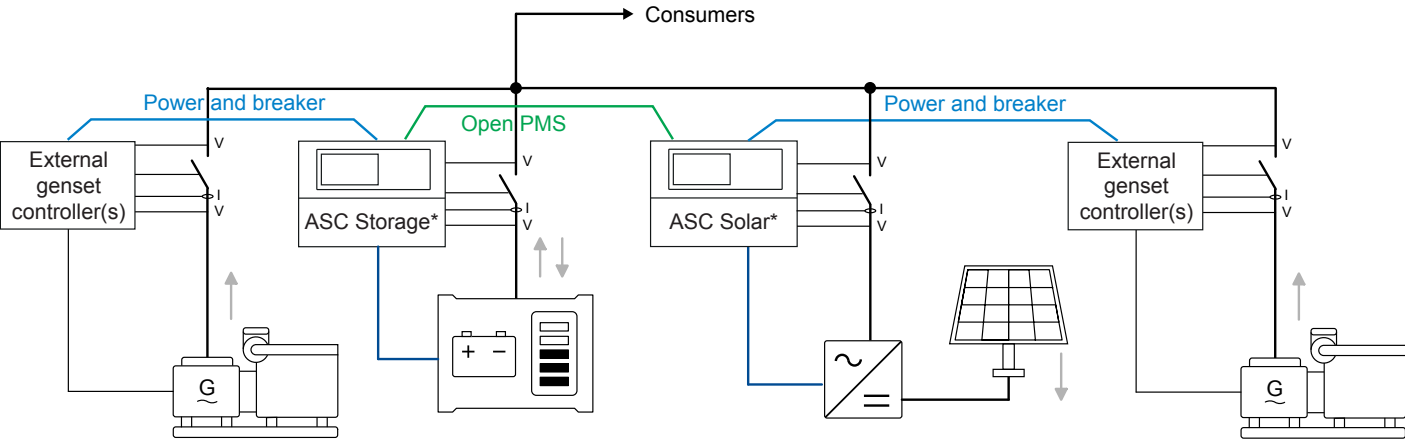 Consumers
Power and breaker
Open PMS
Power and breaker
External
genset
controller(s)
V
I
V
ASC Storage*
V
I
V
ASC Solar*
V
I
V
External
genset
controller(s)
V
I
V
+ −
G
G